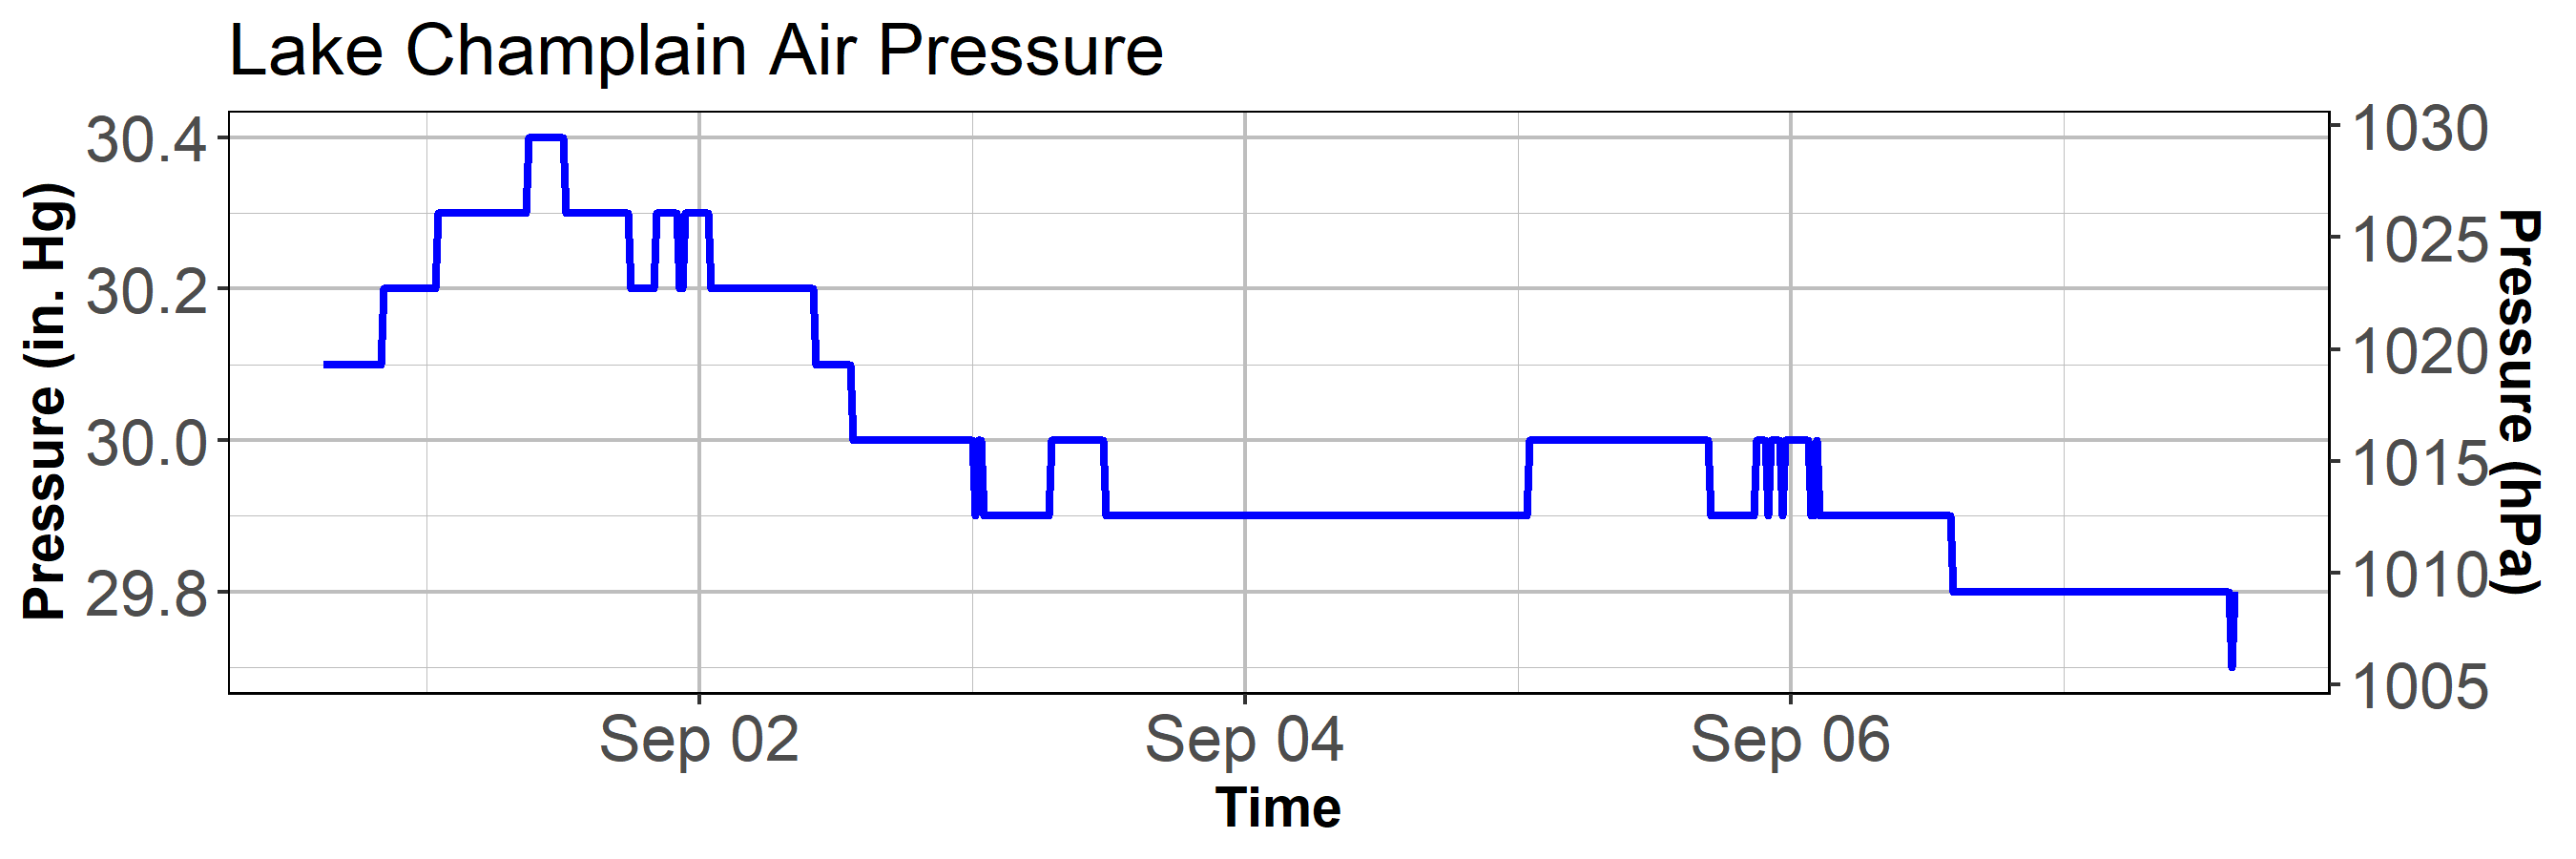 Lake Champlain Air Pressure
Pressure (in. Hg)
30.4
30.2
30.0
29.8
1030
1025
1020
1015
1010
1005
Pressure (hPa)
Sep 02 Sep 04 Sep 06
Time